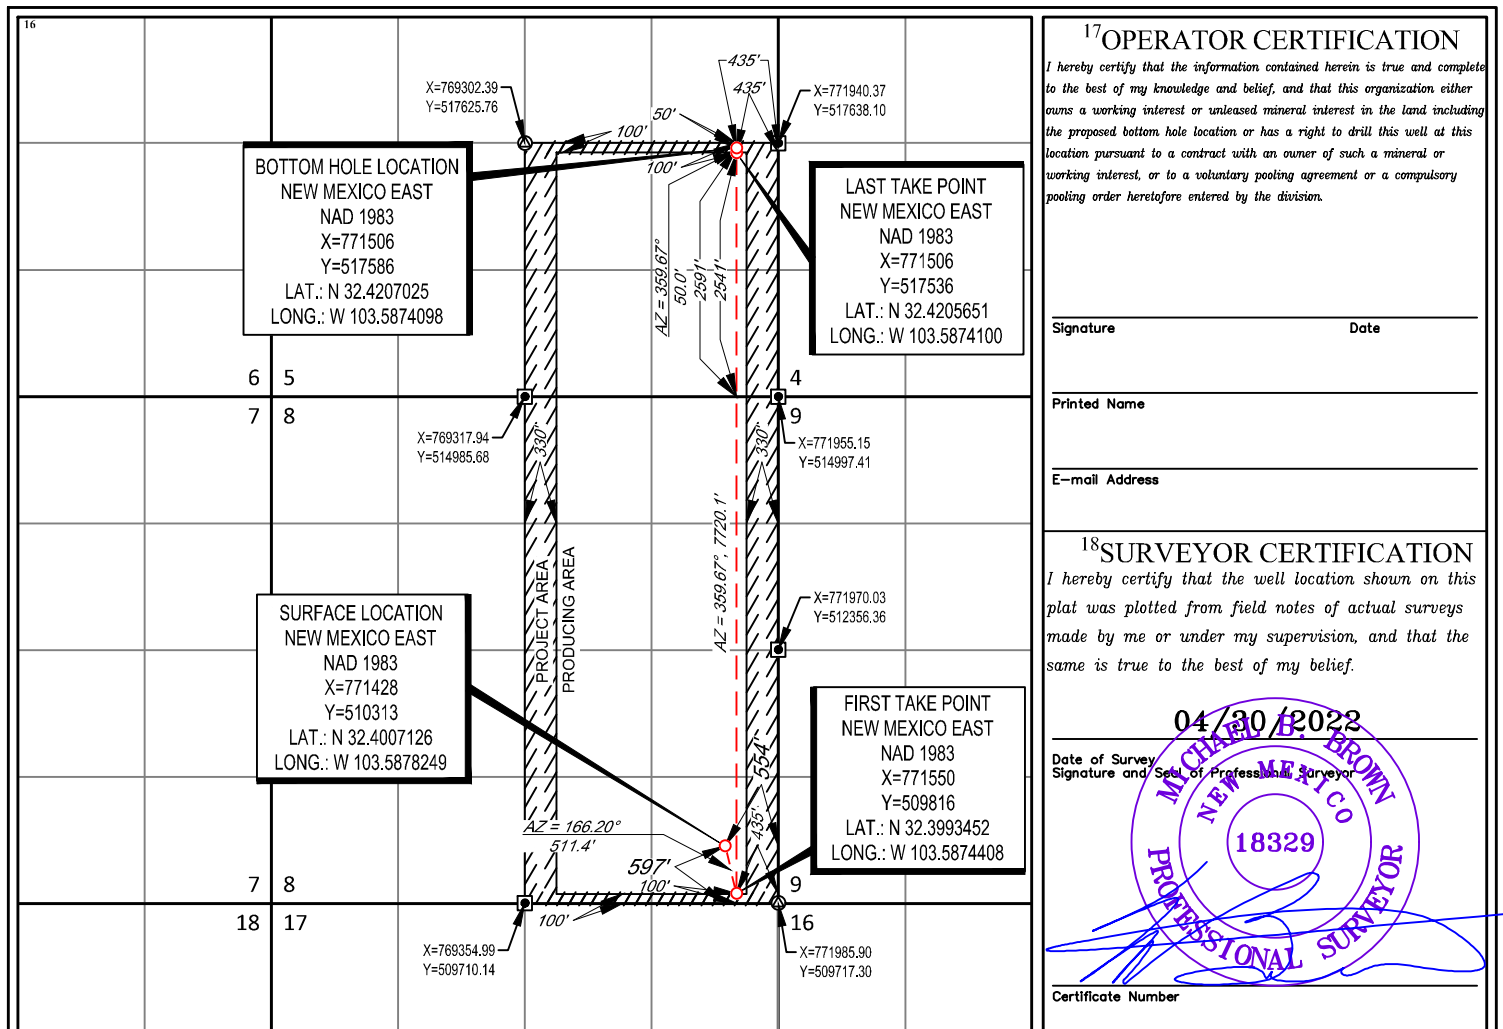 16
435'
435'
X=769302.39
Y=517625.76
X=771940.37
Y=517638.10
50'
100'
100'
BOTTOM HOLE LOCATION
NEW MEXICO EAST
NAD 1983
X=771506
Y=517586
LAT.: N 32.4207025
LONG.: W 103.5874098
LAST TAKE POINT
NEW MEXICO EAST
NAD 1983
X=771506
Y=517536
LAT.: N 32.4205651
LONG.: W 103.5874100
AZ = 359.67°
50.0'
2591'
2541'
6 5
4
7 8
9
X=769317.94
Y=514985.68
330'
330'
X=771955.15
Y=514997.41
AZ = 359.67°, 7720.1'
PROJECT AREA
PRODUCING AREA
X=771970.03
Y=512356.36
SURFACE LOCATION
NEW MEXICO EAST
NAD 1983
X=771428
Y=510313
LAT.: N 32.4007126
LONG.: W 103.5878249
FIRST TAKE POINT
NEW MEXICO EAST
NAD 1983
X=771550
Y=509816
LAT.: N 32.3993452
LONG.: W 103.5874408
554'
435'
AZ = 166.20°
511.4'
597'
100'
100'
7 8
9
18 17
16
X=769354.99
Y=509710.14
X=771985.90
Y=509717.30
17 OPERATOR CERTIFICATION
I hereby certify that the information contained herein is true and complete
to the best of my knowledge and belief, and that this organization either
owns a working interest or unleased mineral interest in the land including
the proposed bottom hole location or has a right to drill this well at this
location pursuant to a contract with an owner of such a mineral or
working interest, or to a voluntary pooling agreement or a compulsory
pooling order heretofore entered by the division.
Signature Date
Printed Name
E-mail Address
18 SURVEYOR CERTIFICATION
I hereby certify that the well location shown on this
plat was plotted from field notes of actual surveys
made by me or under my supervision, and that the
same is true to the best of my belief.
04/30/2022
Date of Survey
Signature and Seal of Professional Surveyor
MICHAEL B. BROWN
NEW MEXICO
18329
PROFESSIONAL SURVEYOR
Certificate Number